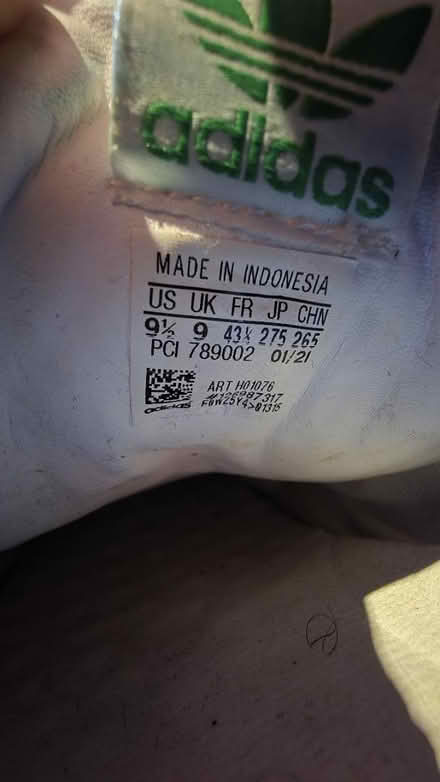 adidas
MADE IN INDONESIA
US UK FR JP CHN
9½ 9 43⅓ 275 265
PCI 789002 01/21
ART H01076
adidas